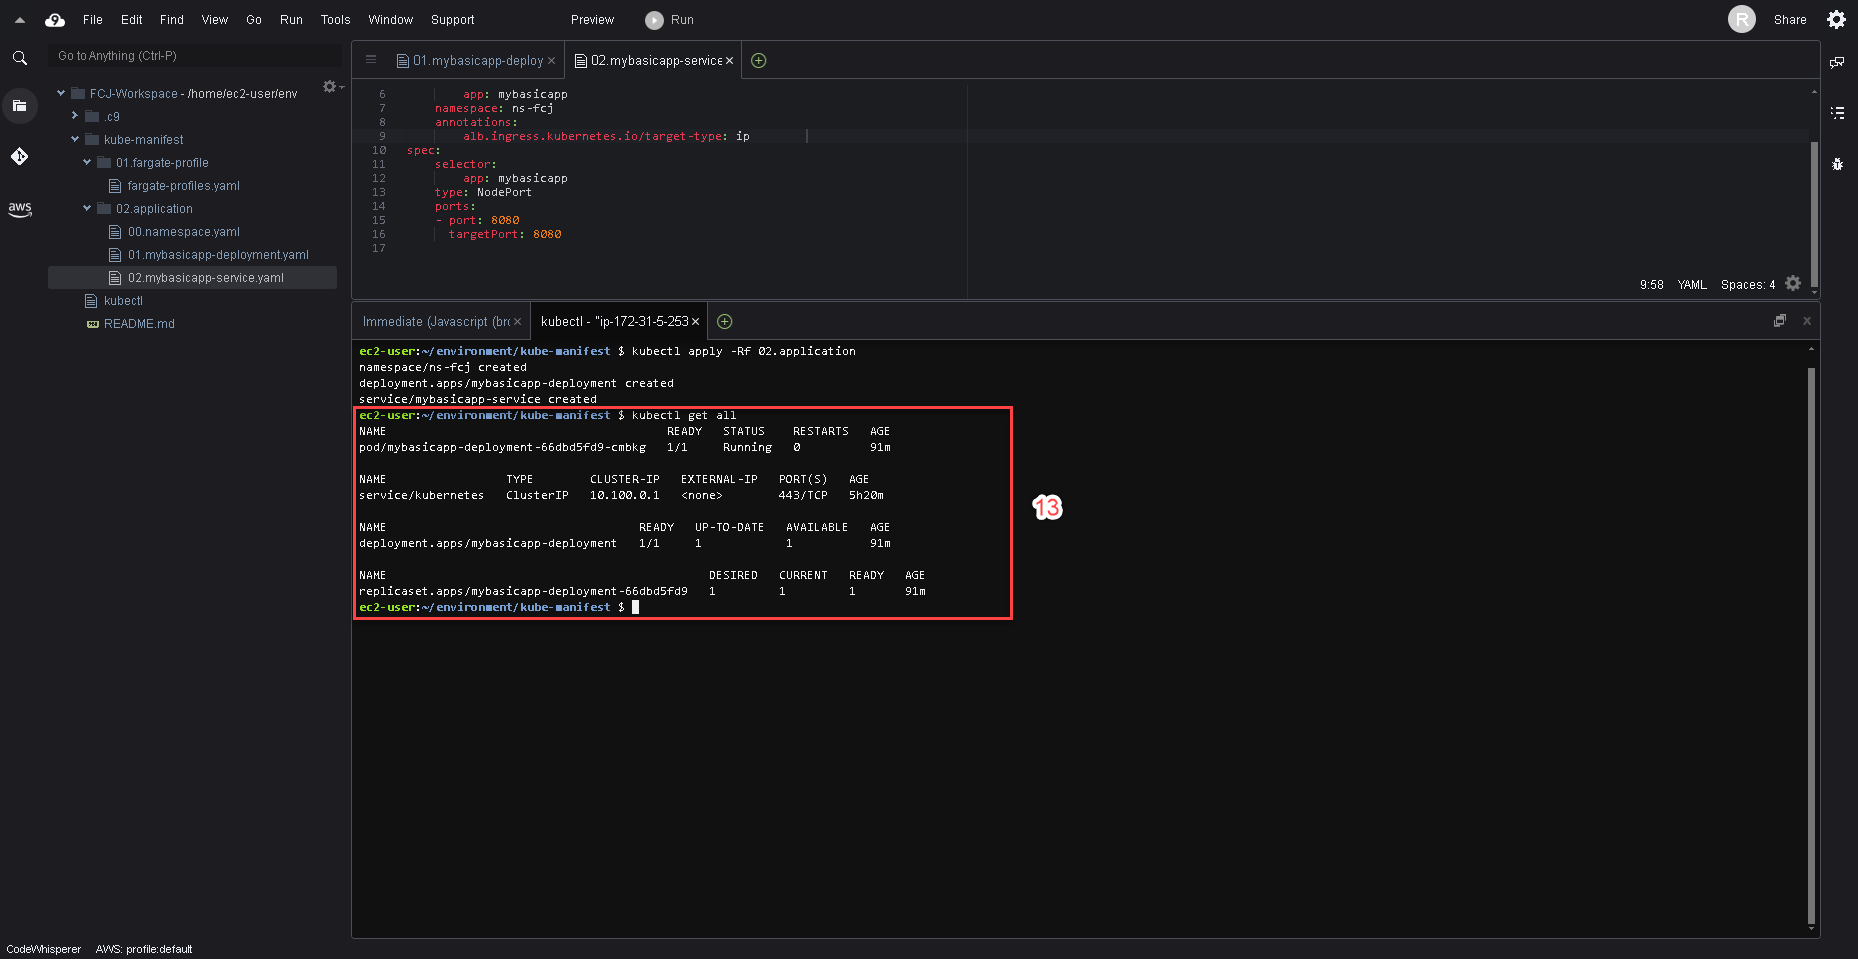 9 File Edit Find View Go Run Tools Window Support Preview Run R Share
Go to Anything (Ctrl-P)
FCJ-Workspace - /home/ec2-user/env
.c9
kube-manifest
01.fargate-profile
fargate-profiles.yaml
02.application
00.namespace.yaml
01.mybasicapp-deployment.yaml
02.mybasicapp-service.yaml
kubectl
README.md
aws
01.mybasicapp-deploy 02.mybasicapp-service
6 app: mybasicapp
7 namespace: ns-fcj
8 annotations:
9 alb.ingress.kubernetes.io/target-type: ip
10 spec:
11 selector:
12 app: mybasicapp
13 type: NodePort
14 ports:
15 - port: 8080
16 targetPort: 8080
17
9:58 YAML Spaces: 4
Immediate (Javascript (bro kubectl - "ip-172-31-5-253
ec2-user:~/environment/kube-manifest $ kubectl apply -Rf 02.application
namespace/ns-fcj created
deployment.apps/mybasicapp-deployment created
service/mybasicapp-service created
ec2-user:~/environment/kube-manifest $ kubectl get all
NAME READY STATUS RESTARTS AGE
pod/mybasicapp-deployment-66dbd5fd9-cmbkg 1/1 Running 0 91m
NAME TYPE CLUSTER-IP EXTERNAL-IP PORT(S) AGE
service/kubernetes ClusterIP 10.100.0.1 <none> 443/TCP 5h20m
NAME READY UP-TO-DATE AVAILABLE AGE
deployment.apps/mybasicapp-deployment 1/1 1 1 91m
NAME DESIRED CURRENT READY AGE
replicaset.apps/mybasicapp-deployment-66dbd5fd9 1 1 1 91m
ec2-user:~/environment/kube-manifest $
13
CodeWhisperer AWS: profile:default